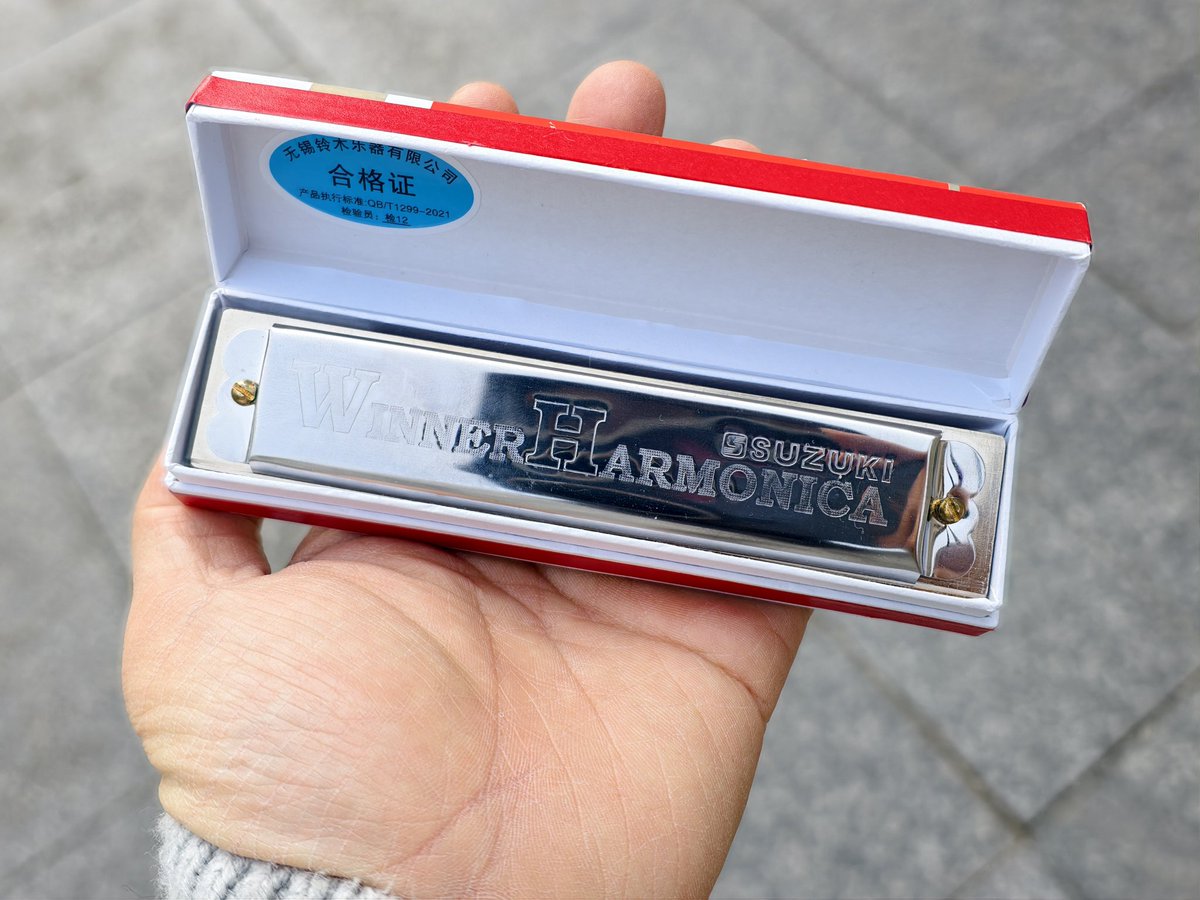 无锡铃木乐器有限公司
合格证
产品执行标准:QB/T1299-2021
检验员：检12
SUZUKI
WINNER HARMONICA